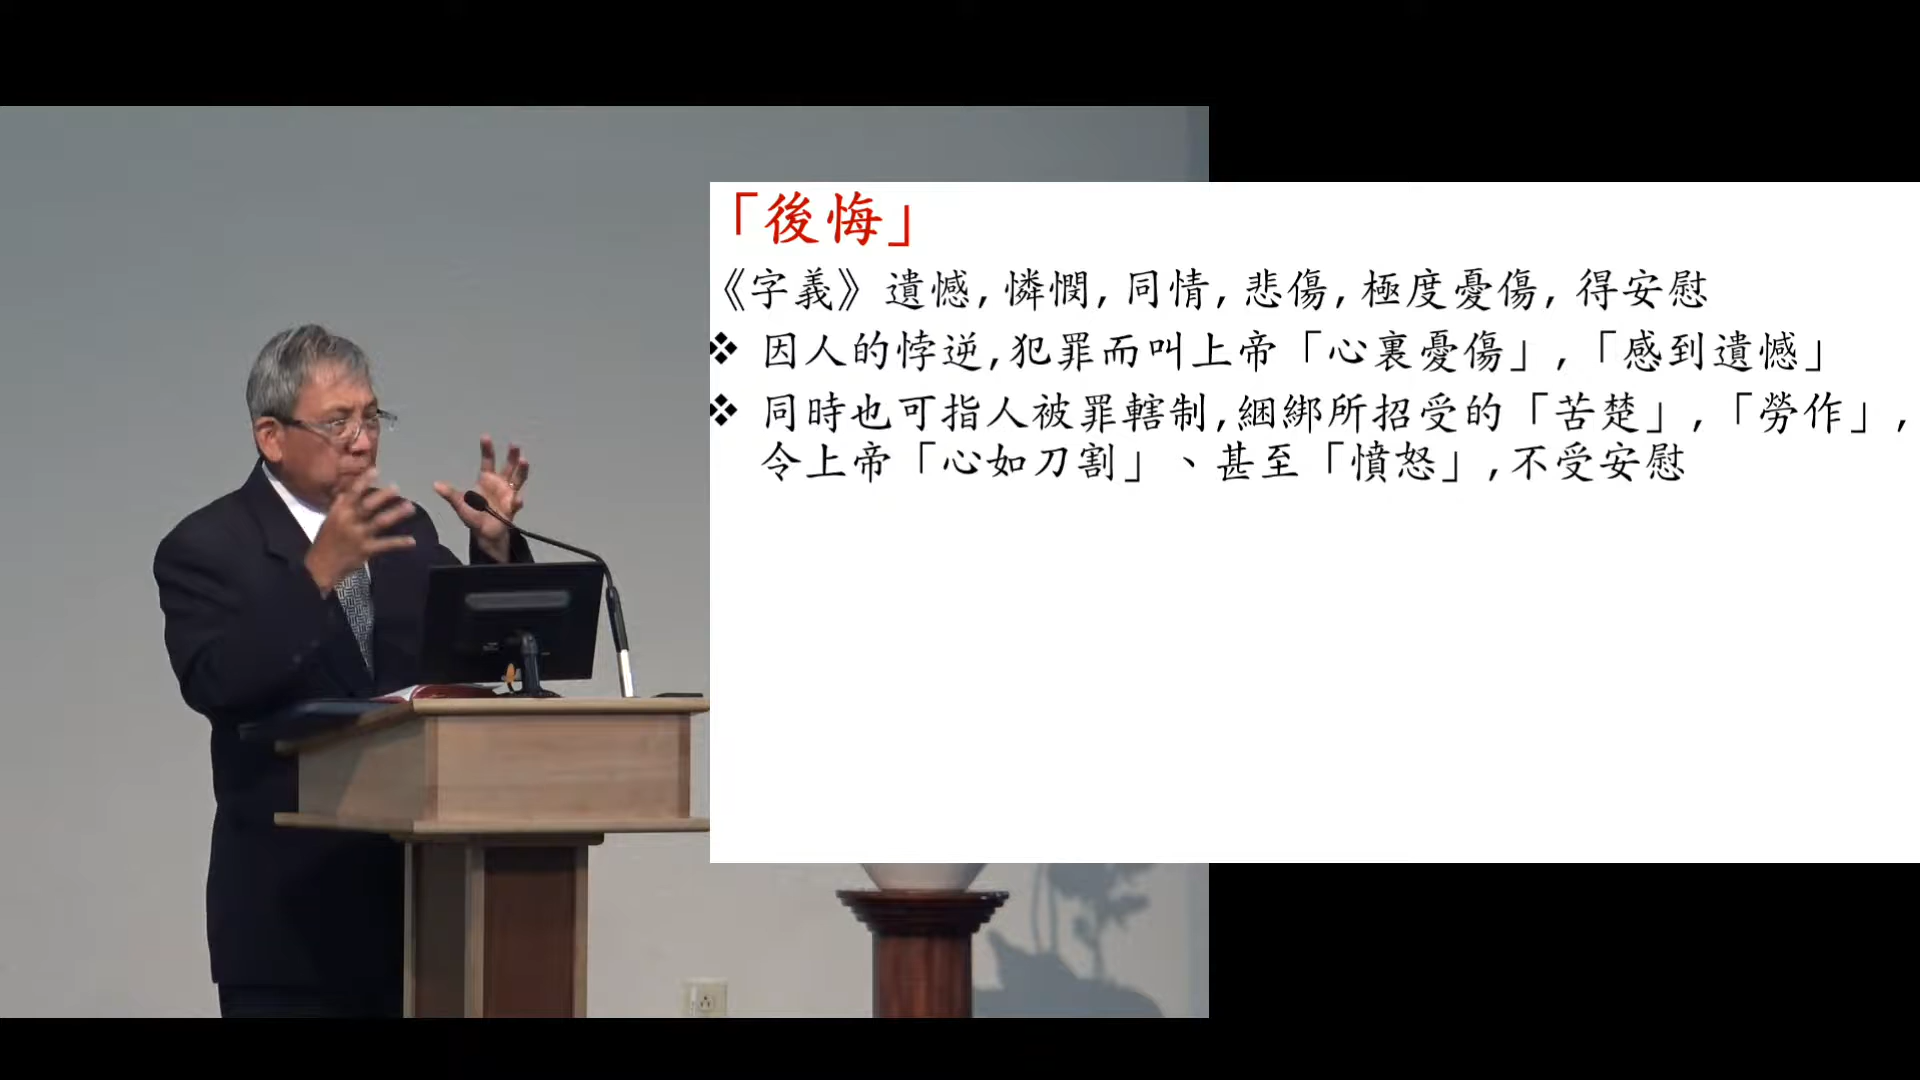 「後悔」
《字義》遺憾, 憐憫, 同情, 悲傷, 極度憂傷, 得安慰
❖ 因人的悖逆,犯罪而叫上帝「心裏憂傷」,「感到遺憾」
❖ 同時也可指人被罪轄制,綑綁所招受的「苦楚」,「勞作」,
令上帝「心如刀割」、甚至「憤怒」,不受安慰